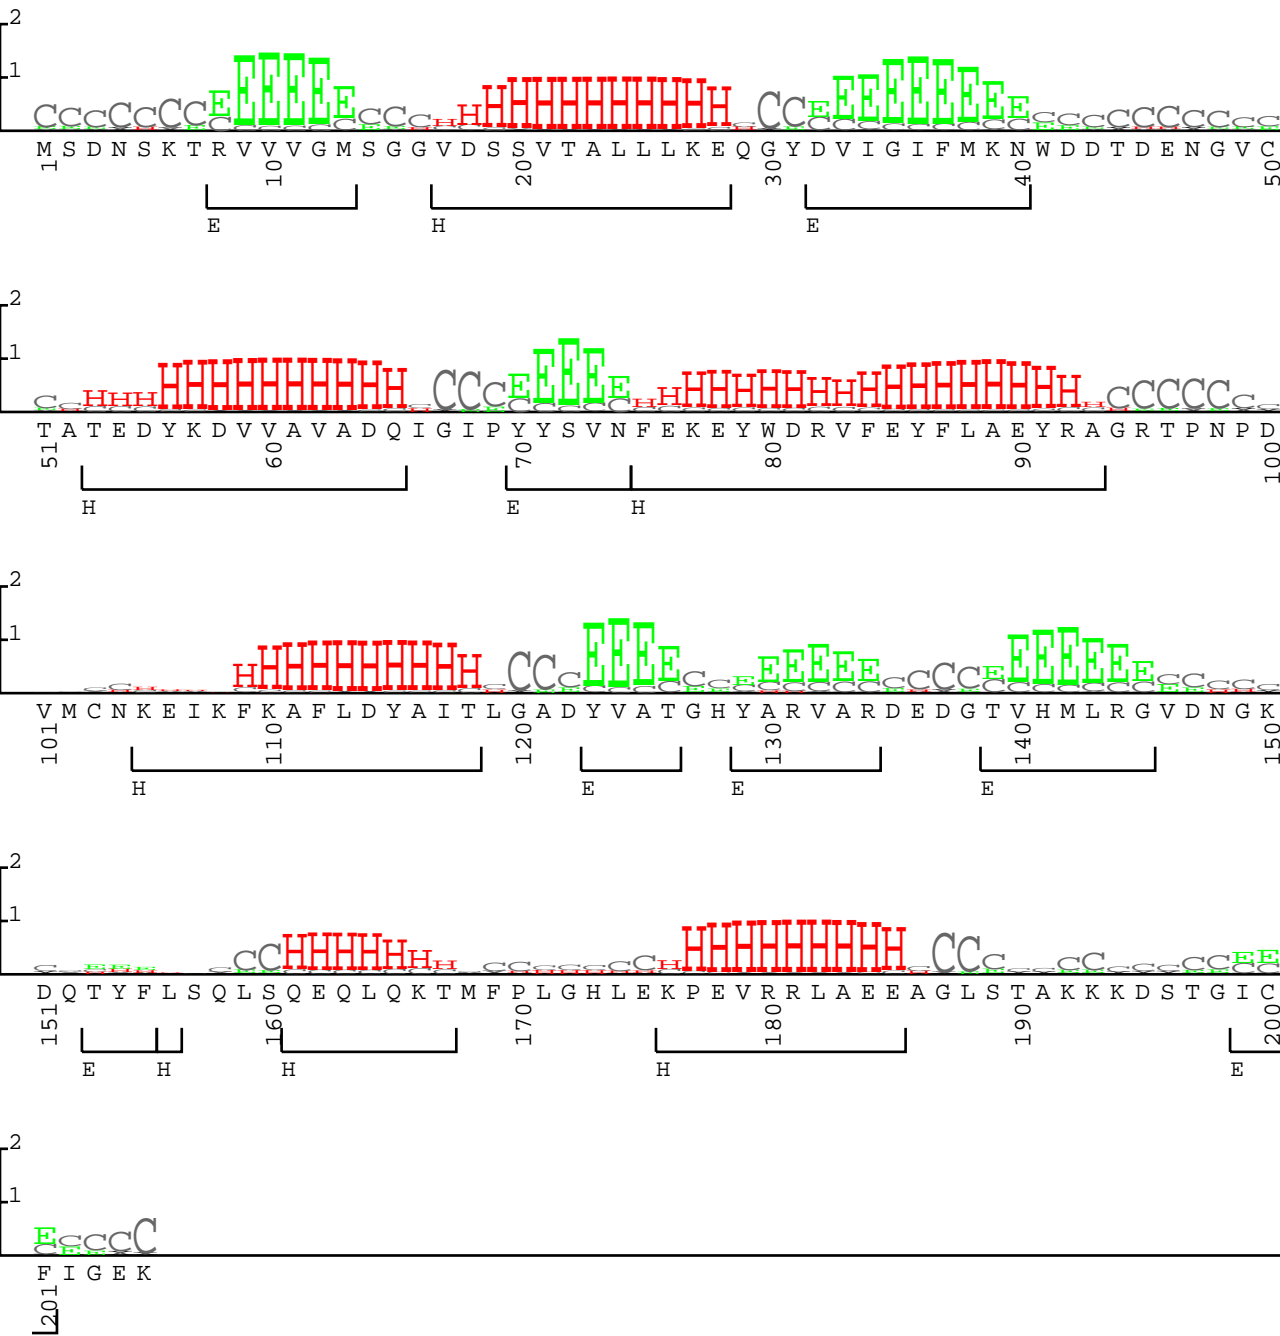 2
1
M S D N S K T R V V V G M S G G V D S S V T A L L L K E Q G Y D V I G I F M K N W D D T D E N G V C
1 10 20 30 40 50
E H E
2
1
T A T E D Y K D V V A V A D Q I G I P Y Y S V N F E K E Y W D R V F E Y F L A E Y R A G R T P N P D
51 60 70 80 90 100
H E H
2
1
V M C N K E I K F K A F L D Y A I T L G A D Y V A T G H Y A R V A R D E D G T V H M L R G V D N G K
101 110 120 130 140 150
H E E E
2
1
D Q T Y F L S Q L S Q E Q L Q K T M F P L G H L E K P E V R R L A E E A G L S T A K K K D S T G I C
151 160 170 180 190 200
E H H H E
2
1
F I G E K
201